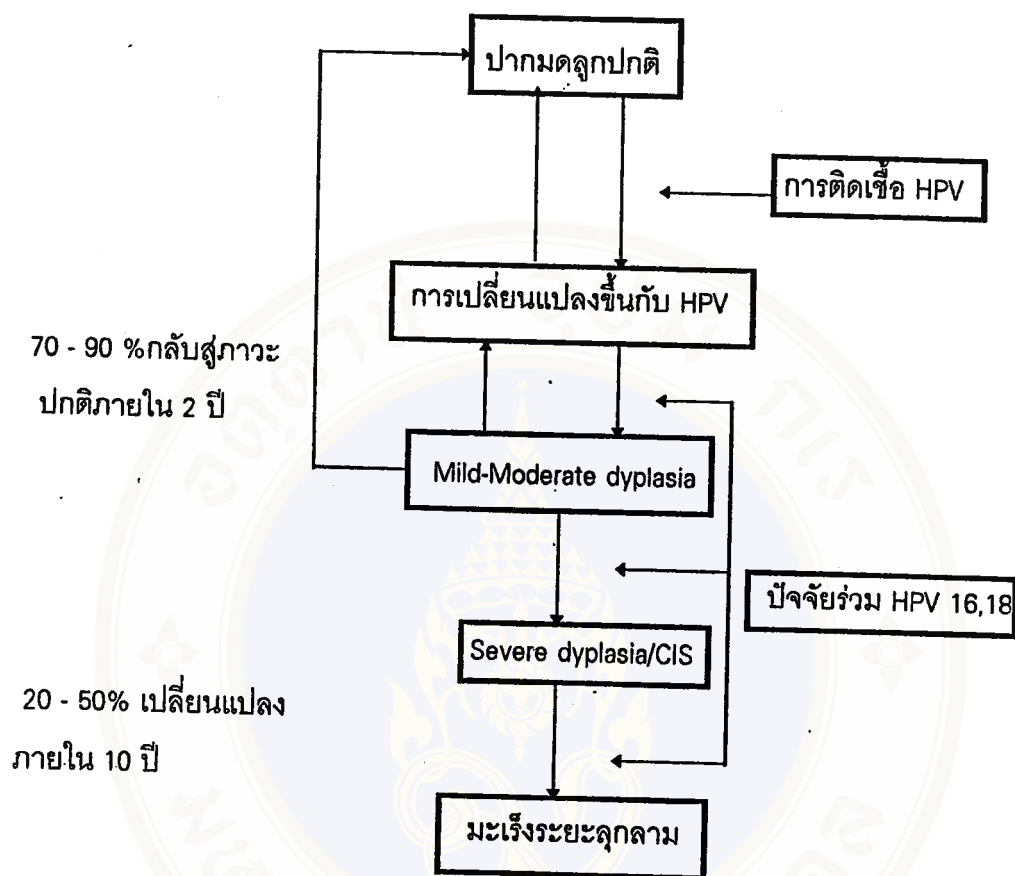 ปากมดลูกปกติ
การติดเชื้อ HPV
การเปลี่ยนแปลงขึ้นกับ HPV
70 - 90 %กลับสู่ภาวะ
ปกติภายใน 2 ปี
Mild-Moderate dyplasia
ปัจจัยร่วม HPV 16,18
Severe dyplasia/CIS
20 - 50% เปลี่ยนแปลง
ภายใน 10 ปี
มะเร็งระยะลุกลาม